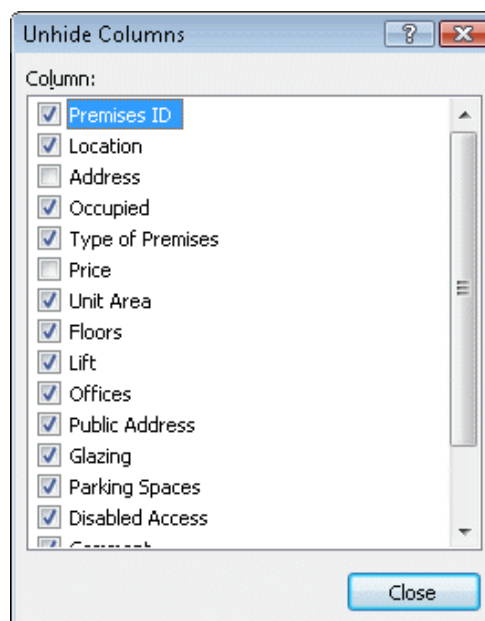 Unhide Columns
Column:
Premises ID
Location
Address
Occupied
Type of Premises
Price
Unit Area
Floors
Lift
Offices
Public Address
Glazing
Parking Spaces
Disabled Access
Close